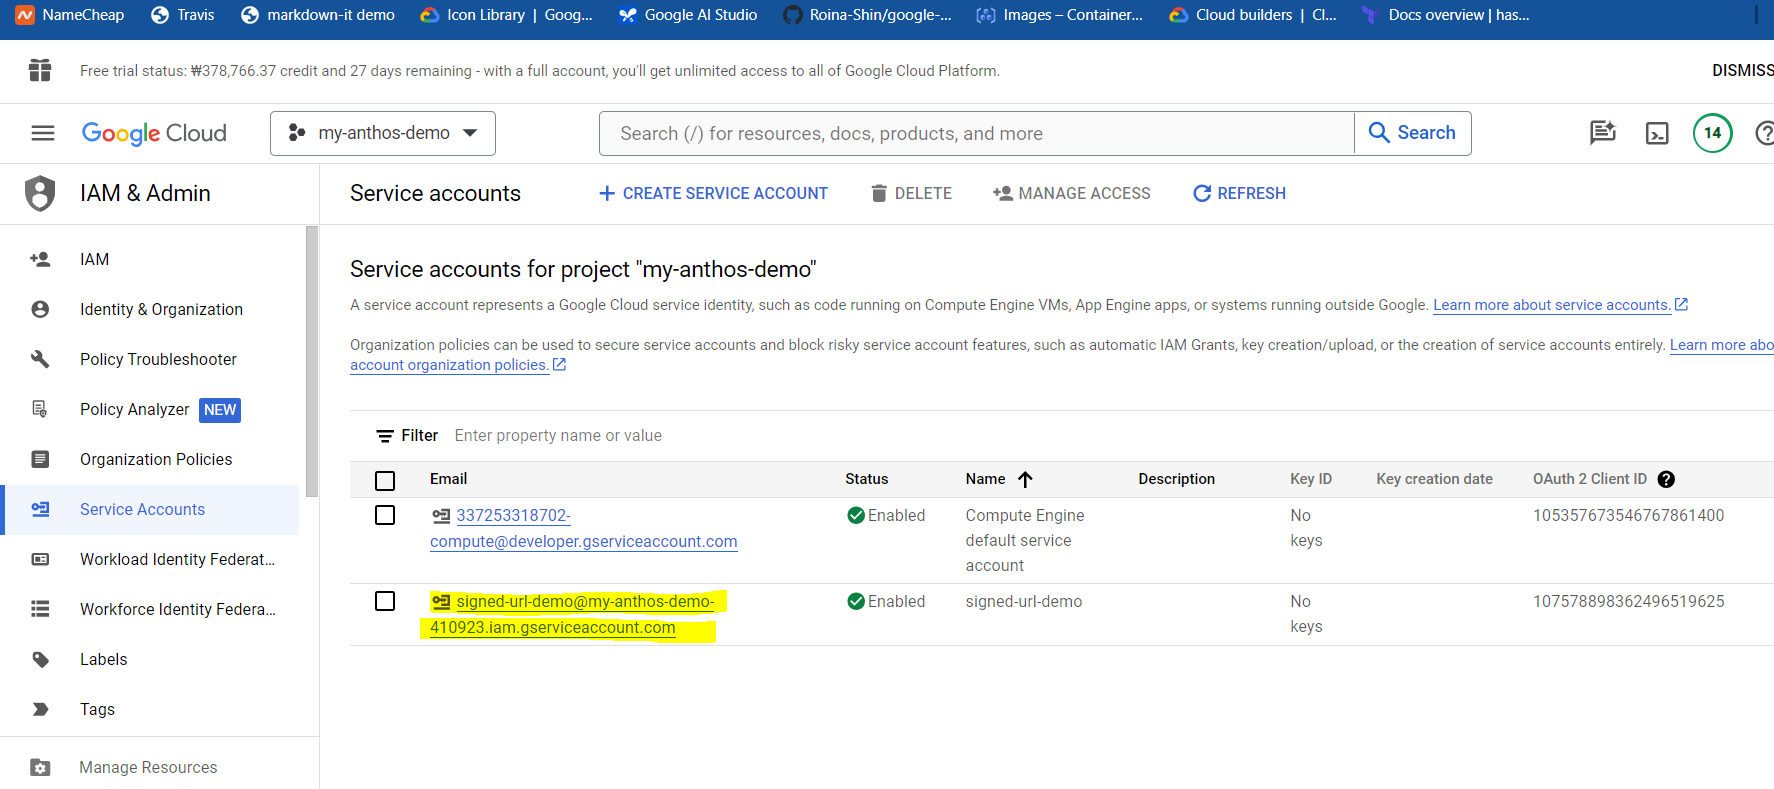 NameCheap Travis markdown-it demo Icon Library | Goog... Google AI Studio Roina-Shin/google-... Images – Container... Cloud builders | Cl... Docs overview | has...
Free trial status: ₩378,766.37 credit and 27 days remaining - with a full account, you'll get unlimited access to all of Google Cloud Platform. DISMISS
Google Cloud my-anthos-demo Search (/) for resources, docs, products, and more Search 14
IAM & Admin
IAM
Identity & Organization
Policy Troubleshooter
Policy Analyzer NEW
Organization Policies
Service Accounts
Workload Identity Federat...
Workforce Identity Federa...
Labels
Tags
Manage Resources
Service accounts CREATE SERVICE ACCOUNT DELETE MANAGE ACCESS REFRESH
Service accounts for project "my-anthos-demo"
A service account represents a Google Cloud service identity, such as code running on Compute Engine VMs, App Engine apps, or systems running outside Google. Learn more about service accounts.
Organization policies can be used to secure service accounts and block risky service account features, such as automatic IAM Grants, key creation/upload, or the creation of service accounts entirely. Learn more abo
account organization policies.
Filter Enter property name or value
Email Status Name Description Key ID Key creation date OAuth 2 Client ID
337253318702- Enabled Compute Engine No 105357673546767861400
compute@developer.gserviceaccount.com default service keys
account
signed-url-demo@my-anthos-demo- Enabled signed-url-demo No 107578898362496519625
410923.iam.gserviceaccount.com keys